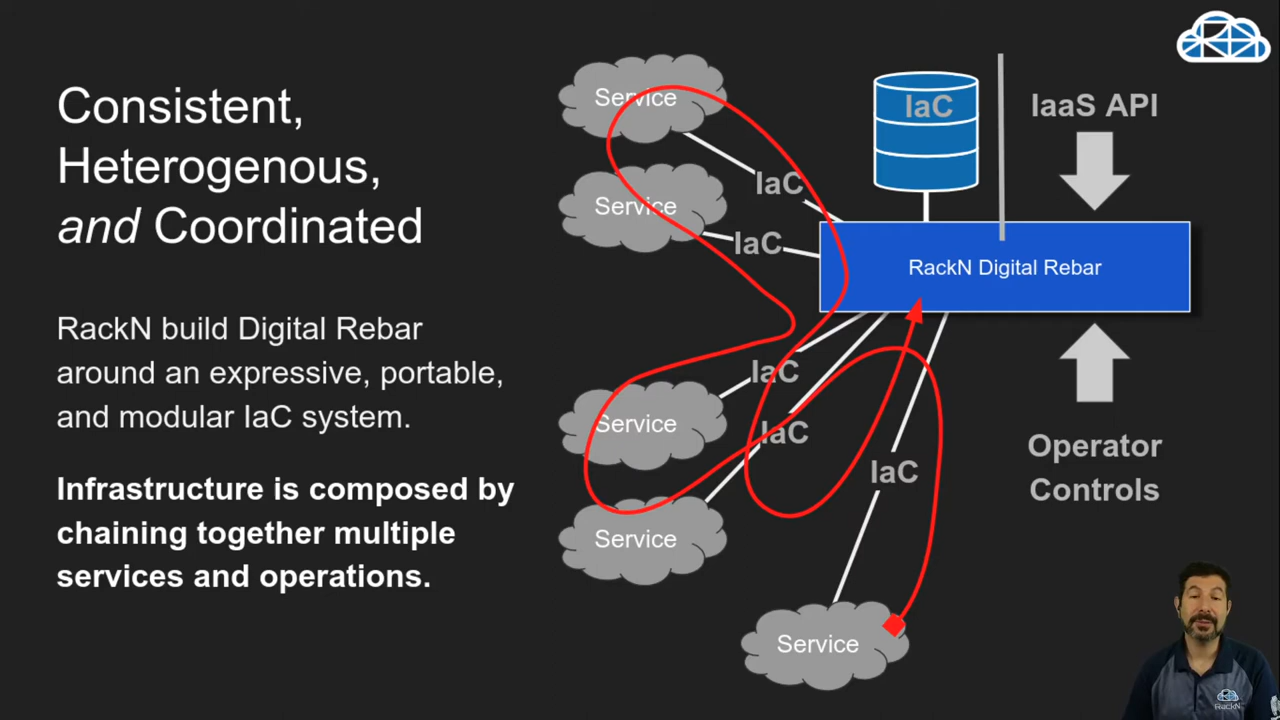 Consistent,
Heterogenous,
and Coordinated
RackN build Digital Rebar
around an expressive, portable,
and modular IaC system.
Infrastructure is composed by
chaining together multiple
services and operations.
Service
Service
Service
Service
Service
IaC
IaC
IaC
IaC
IaC
IaC
IaaS API
RackN Digital Rebar
Operator
Controls
RackN